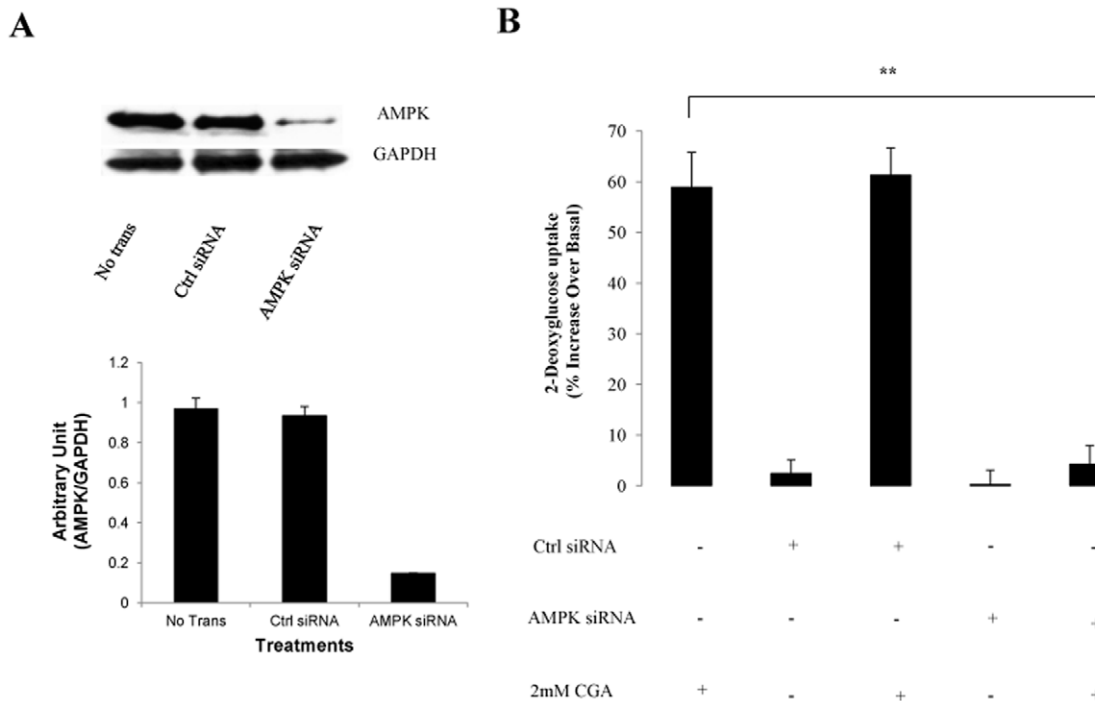 A
AMPK
GAPDH
No trans
Ctrl siRNA
AMPK siRNA
1.2
1
0.8
0.6
0.4
0.2
0
Arbitrary Unit
(AMPK/GAPDH)
No Trans Ctrl siRNA AMPK siRNA
Treatments
B
**
70
60
50
40
30
20
10
0
2-Deoxyglucose uptake
(% Increase Over Basal)
Ctrl siRNA - + + - -
AMPK siRNA - - - + +
2mM CGA + - + - +